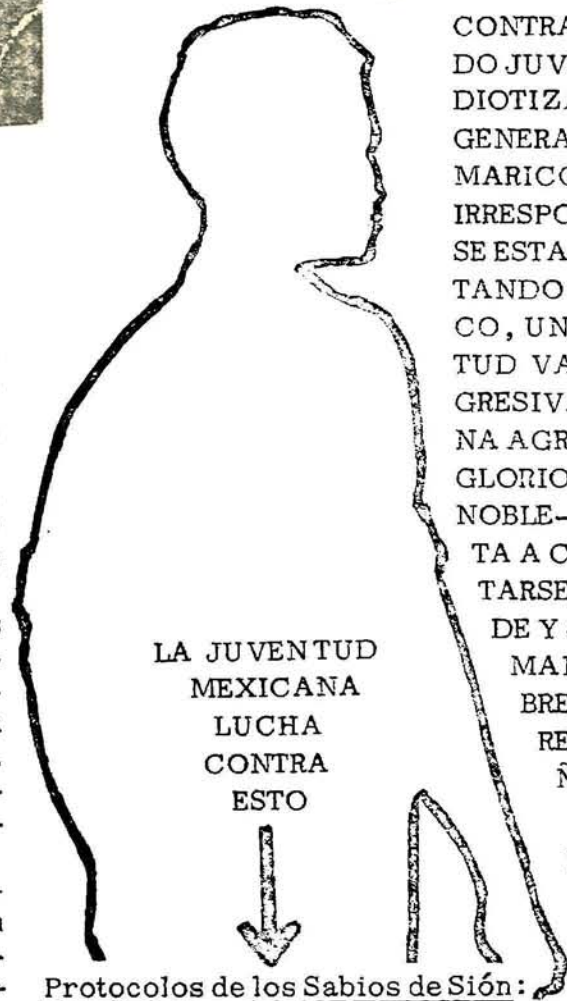 CONTRA
DO JUV
DIOTIZA
GENERA
MARICO
IRRESPO
SE ESTA
TANDO
CO, UN
TUD VA
GRESIVA
NA AGR
GLORIO
NOBLE-
TA A C
TARSE
DE Y
BRE
RE
LA JUVENTUD
MEXICANA
LUCHA
CONTRA
ESTO
Protocolos de los Sabios de Sión: